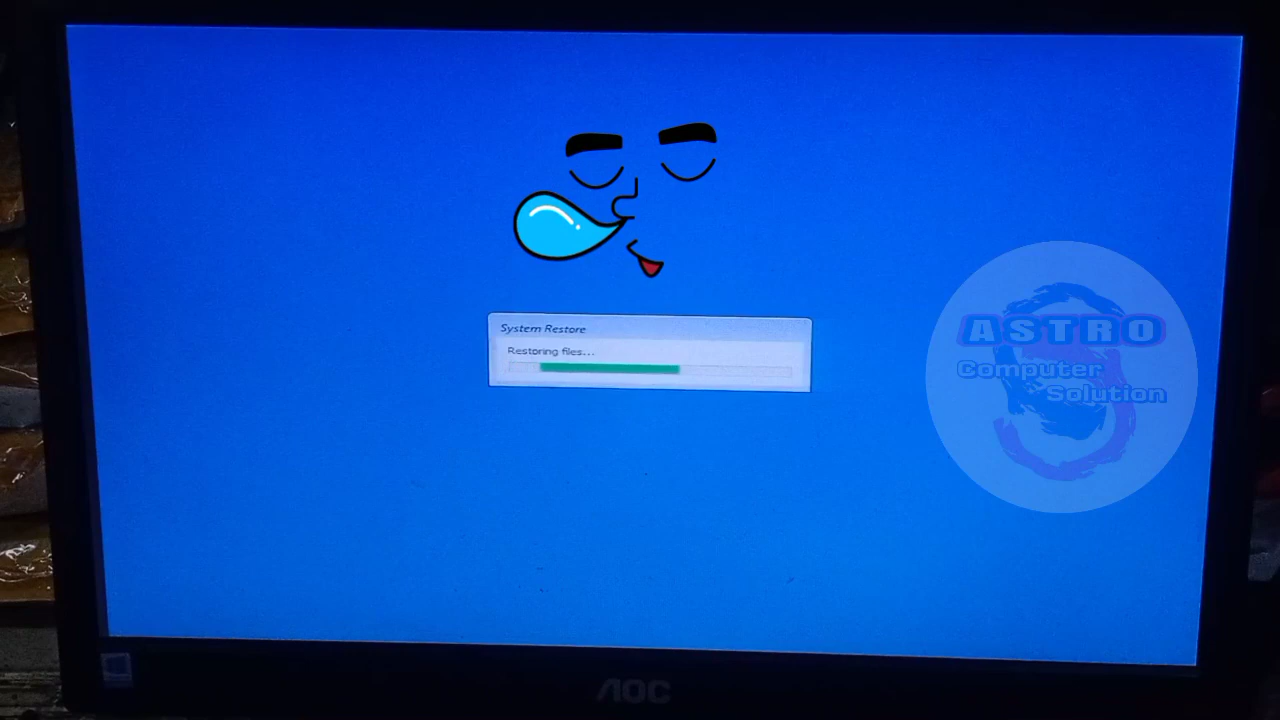 System Restore
Restoring files...
ASTRO
Computer
Solution
AOC